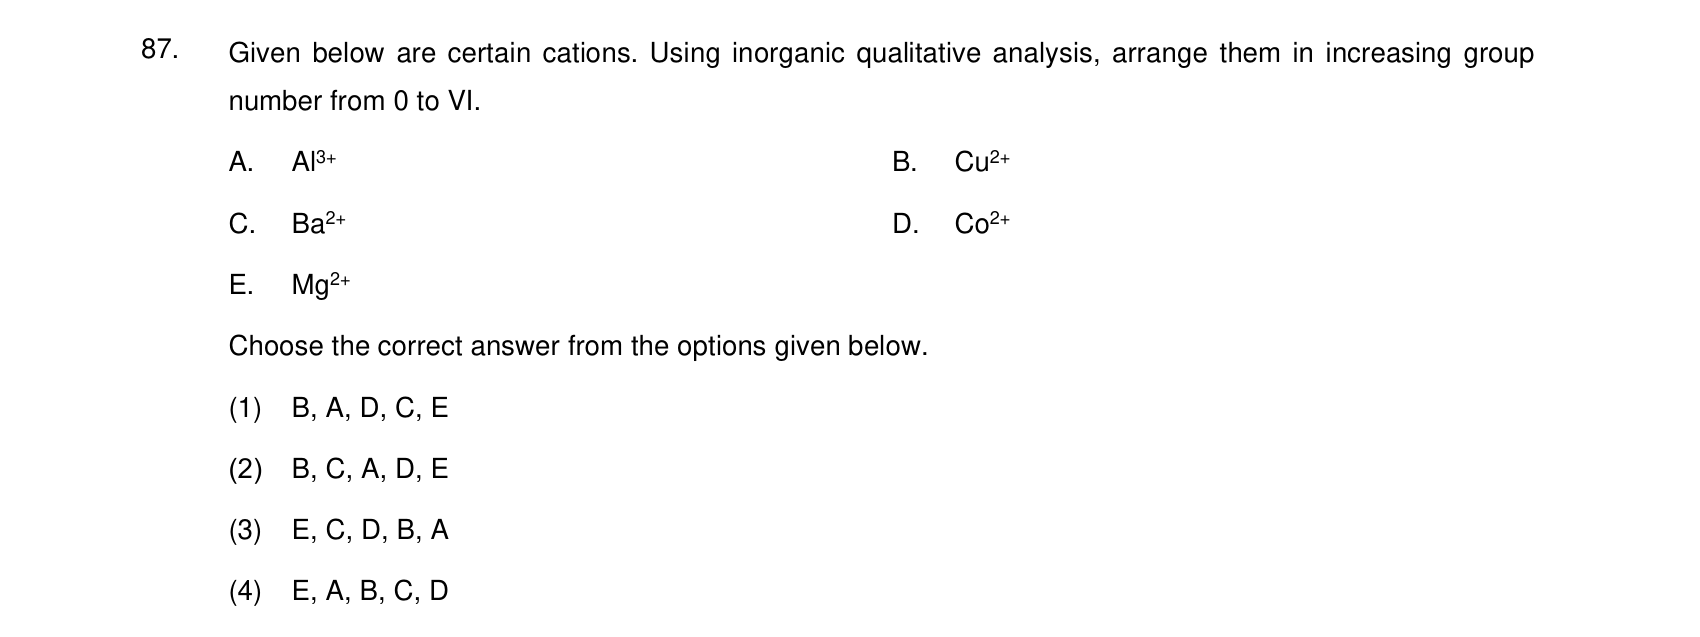 87. Given below are certain cations. Using inorganic qualitative analysis, arrange them in increasing group
number from 0 to VI.
A. Al³⁺ B. Cu²⁺
C. Ba²⁺ D. Co²⁺
E. Mg²⁺
Choose the correct answer from the options given below.
(1) B, A, D, C, E
(2) B, C, A, D, E
(3) E, C, D, B, A
(4) E, A, B, C, D